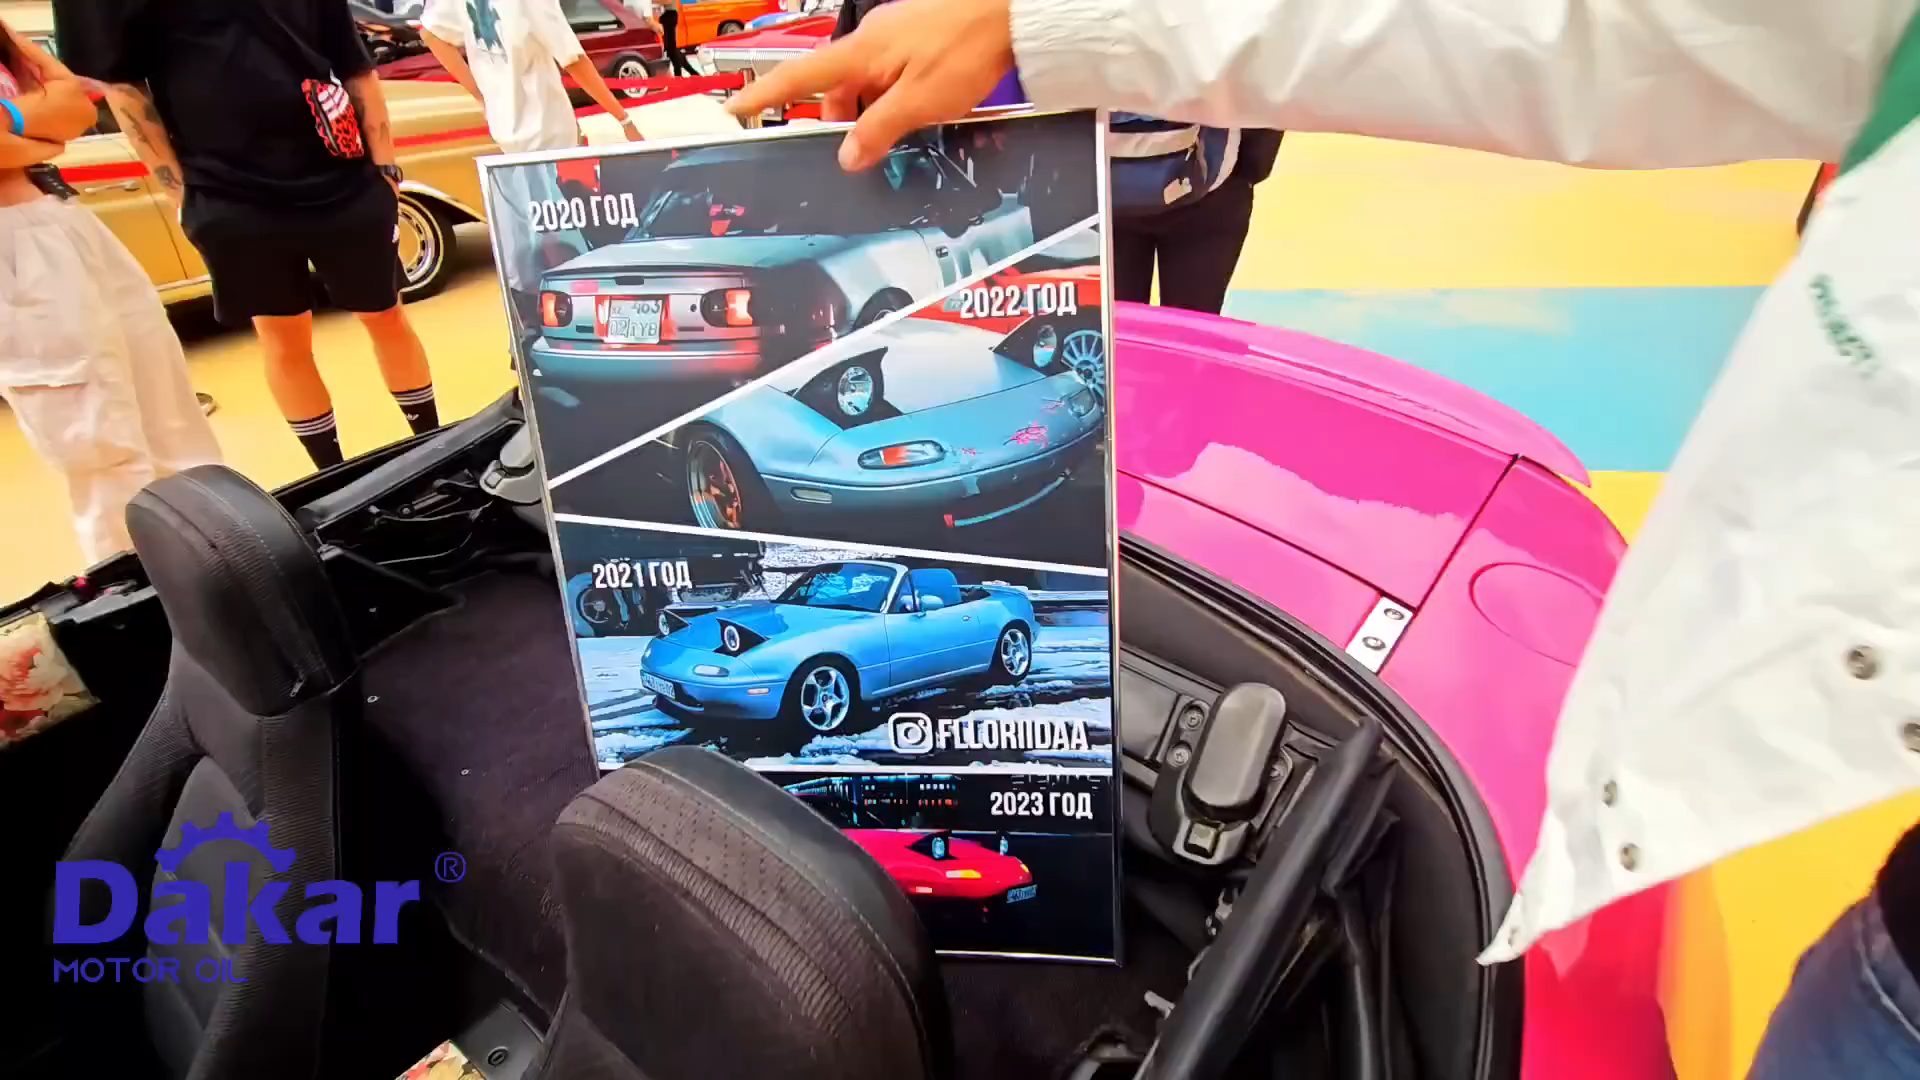 2020 ГОД
2022 ГОД
2021 ГОД
FLLORIIDAA
2023 ГОД
Dakar®
MOTOR OIL